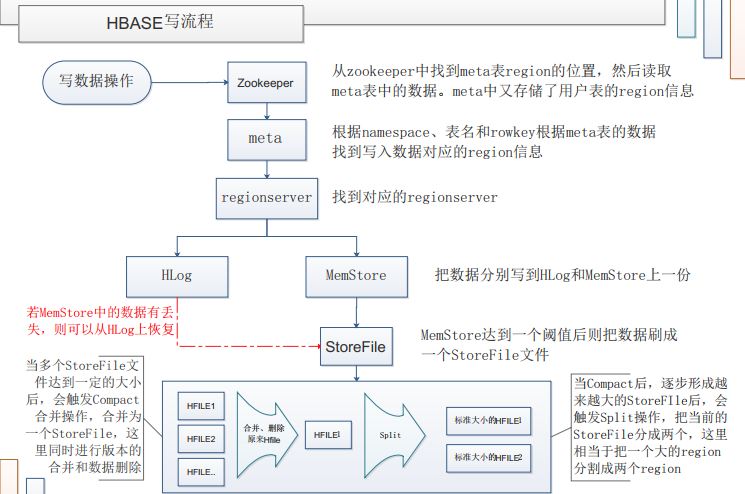 HBASE写流程
写数据操作
Zookeeper
从zookeeper中找到meta表region的位置，然后读取
meta表中的数据。meta中又存储了用户表的region信息
meta
根据namespace、表名和rowkey根据meta表的数据
找到写入数据对应的region信息
regionserver
找到对应的regionserver
HLog
MemStore
把数据分别写到HLog和MemStore上一份
若MemStore中的数据有丢
失，则可以从HLog上恢复
StoreFile
MemStore达到一个阈值后则把数据刷成
一个StoreFile文件
当多个StoreFile文
件达到一定的大小
后，会触发Compact
合并操作，合并为
一个StoreFile，这
里同时进行版本的
合并和数据删除
HFILE1
HFILE2
HFILE..
合并、删除
原来Hfile
HFILE1
Split
标准大小的HFILE1
标准大小的HFILE2
当Compact后，逐步形成越
来越大的StoreFIle后，会
触发Split操作，把当前的
StoreFile分成两个，这里
相当于把一个大的region
分割成两个region